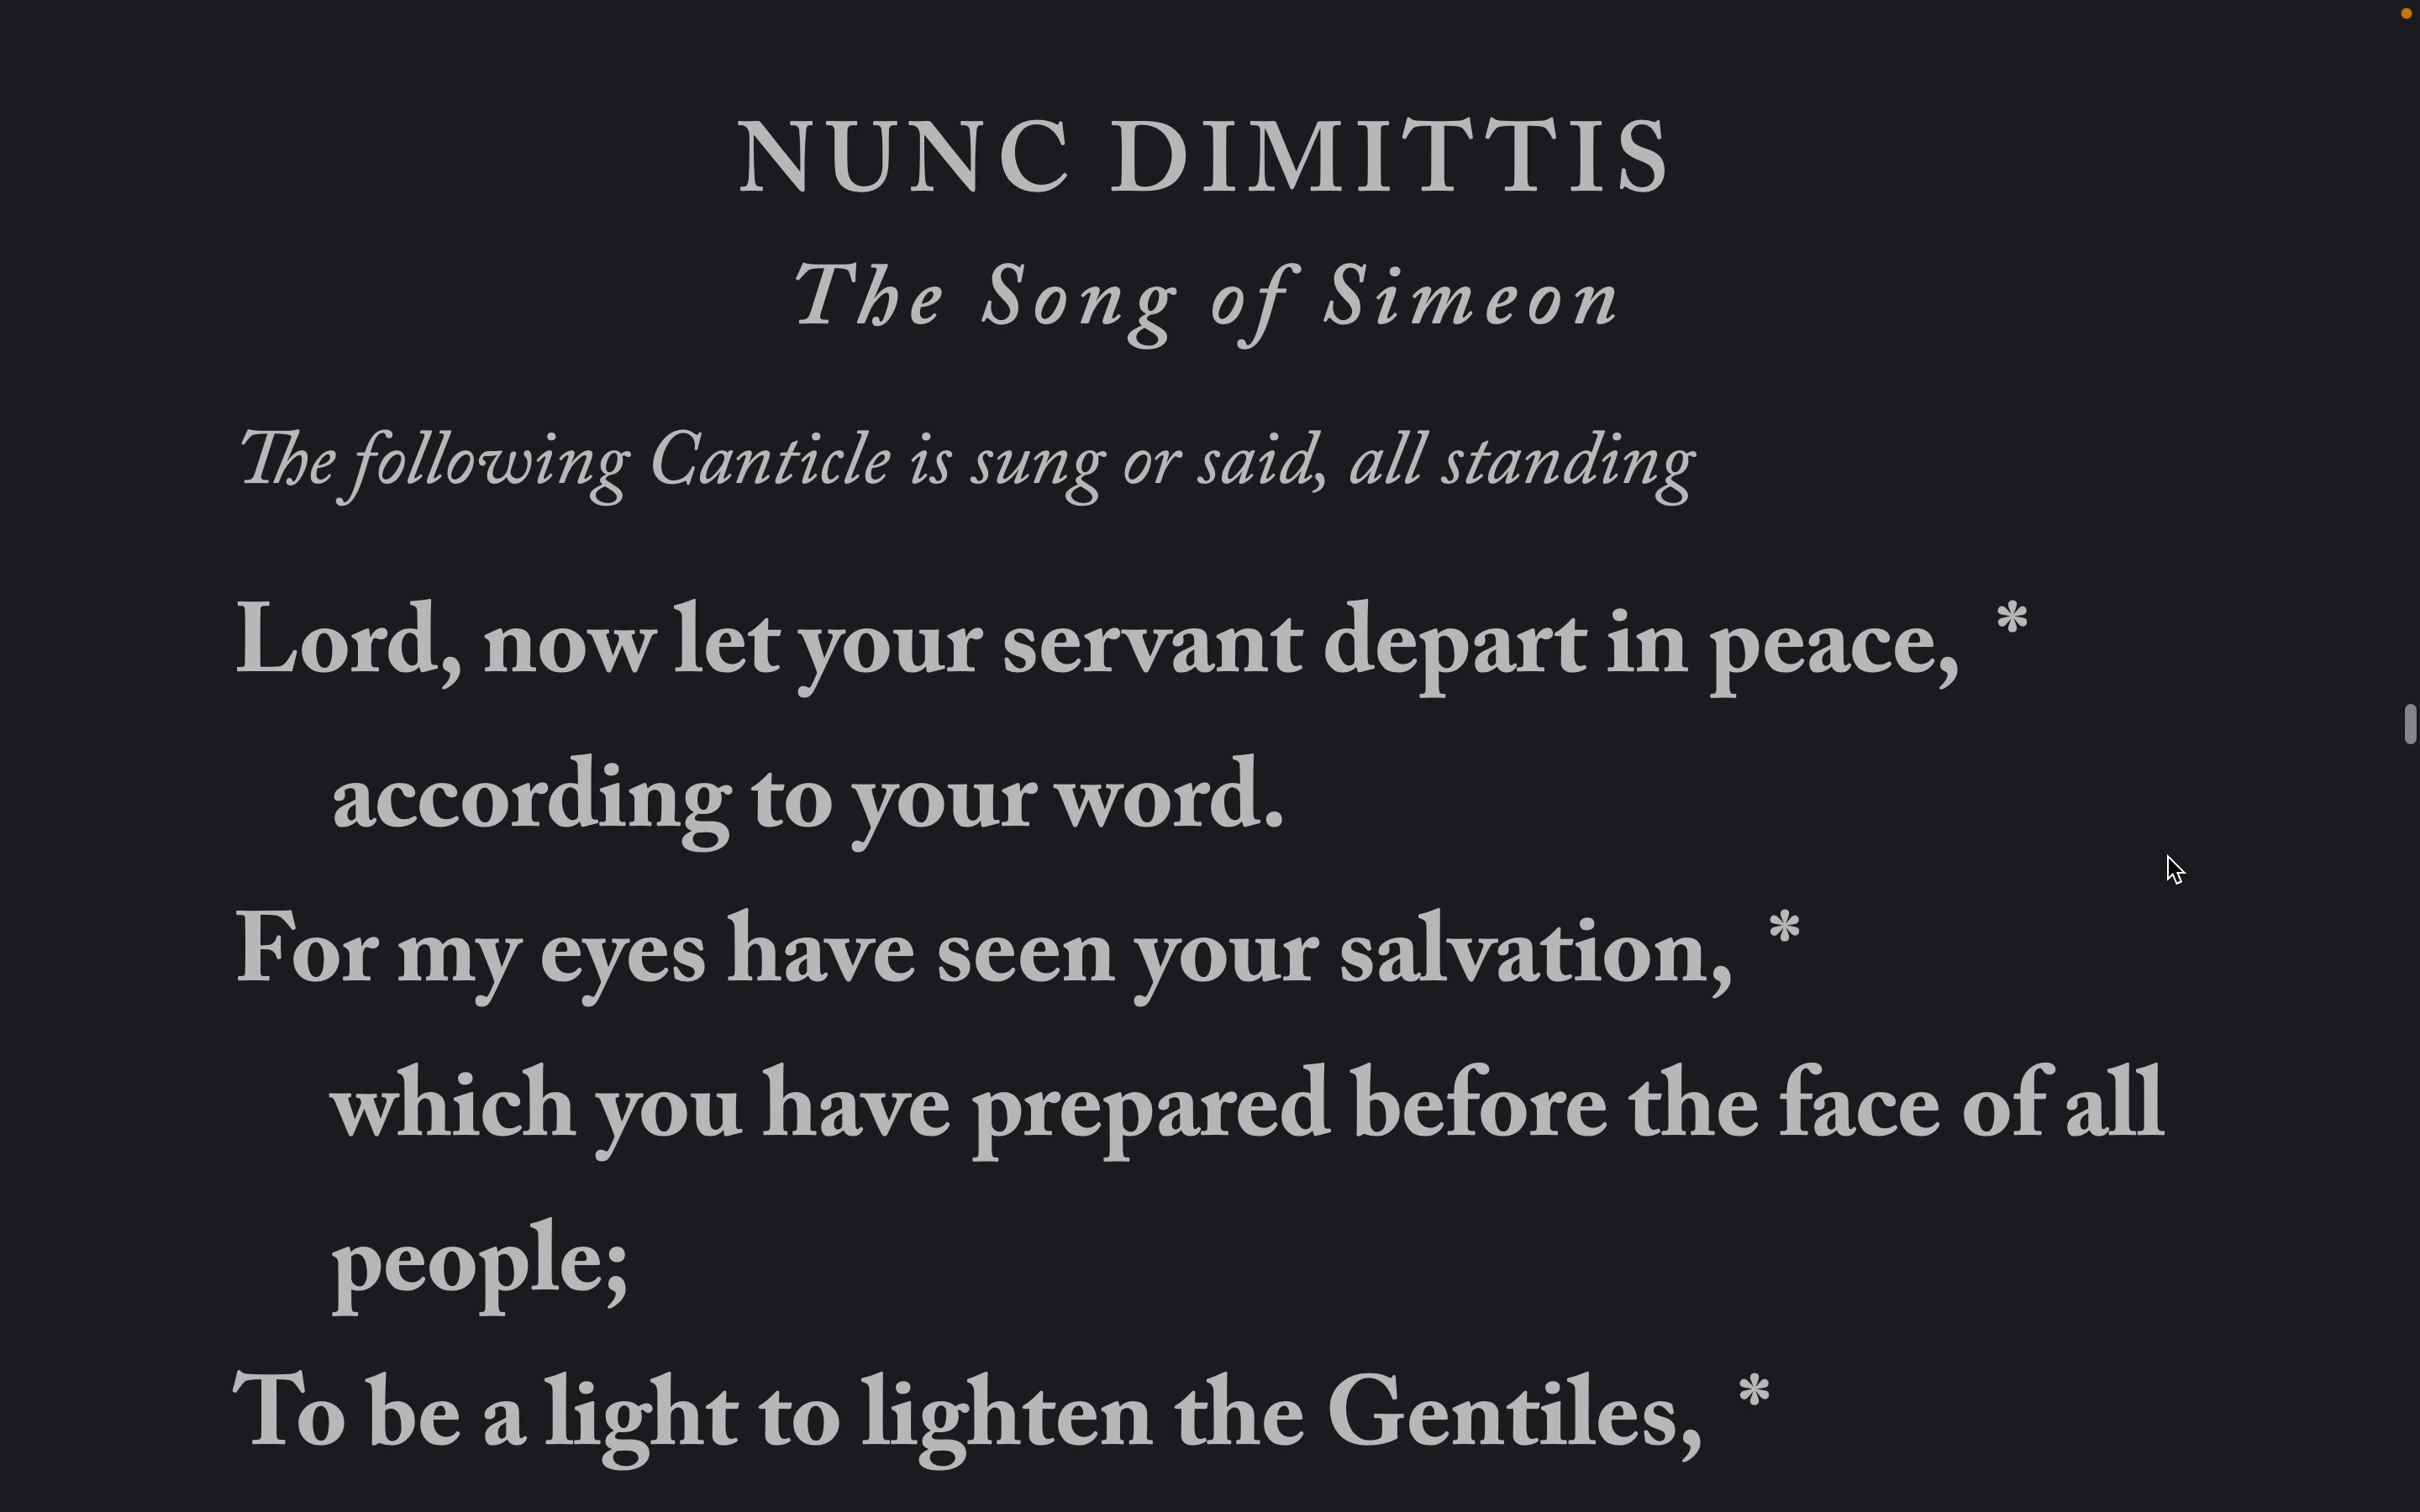 NUNC DIMITTIS
The Song of Simeon
The following Canticle is sung or said, all standing
Lord, now let your servant depart in peace, *
according to your word.
For my eyes have seen your salvation, *
which you have prepared before the face of all
people;
To be a light to lighten the Gentiles, *